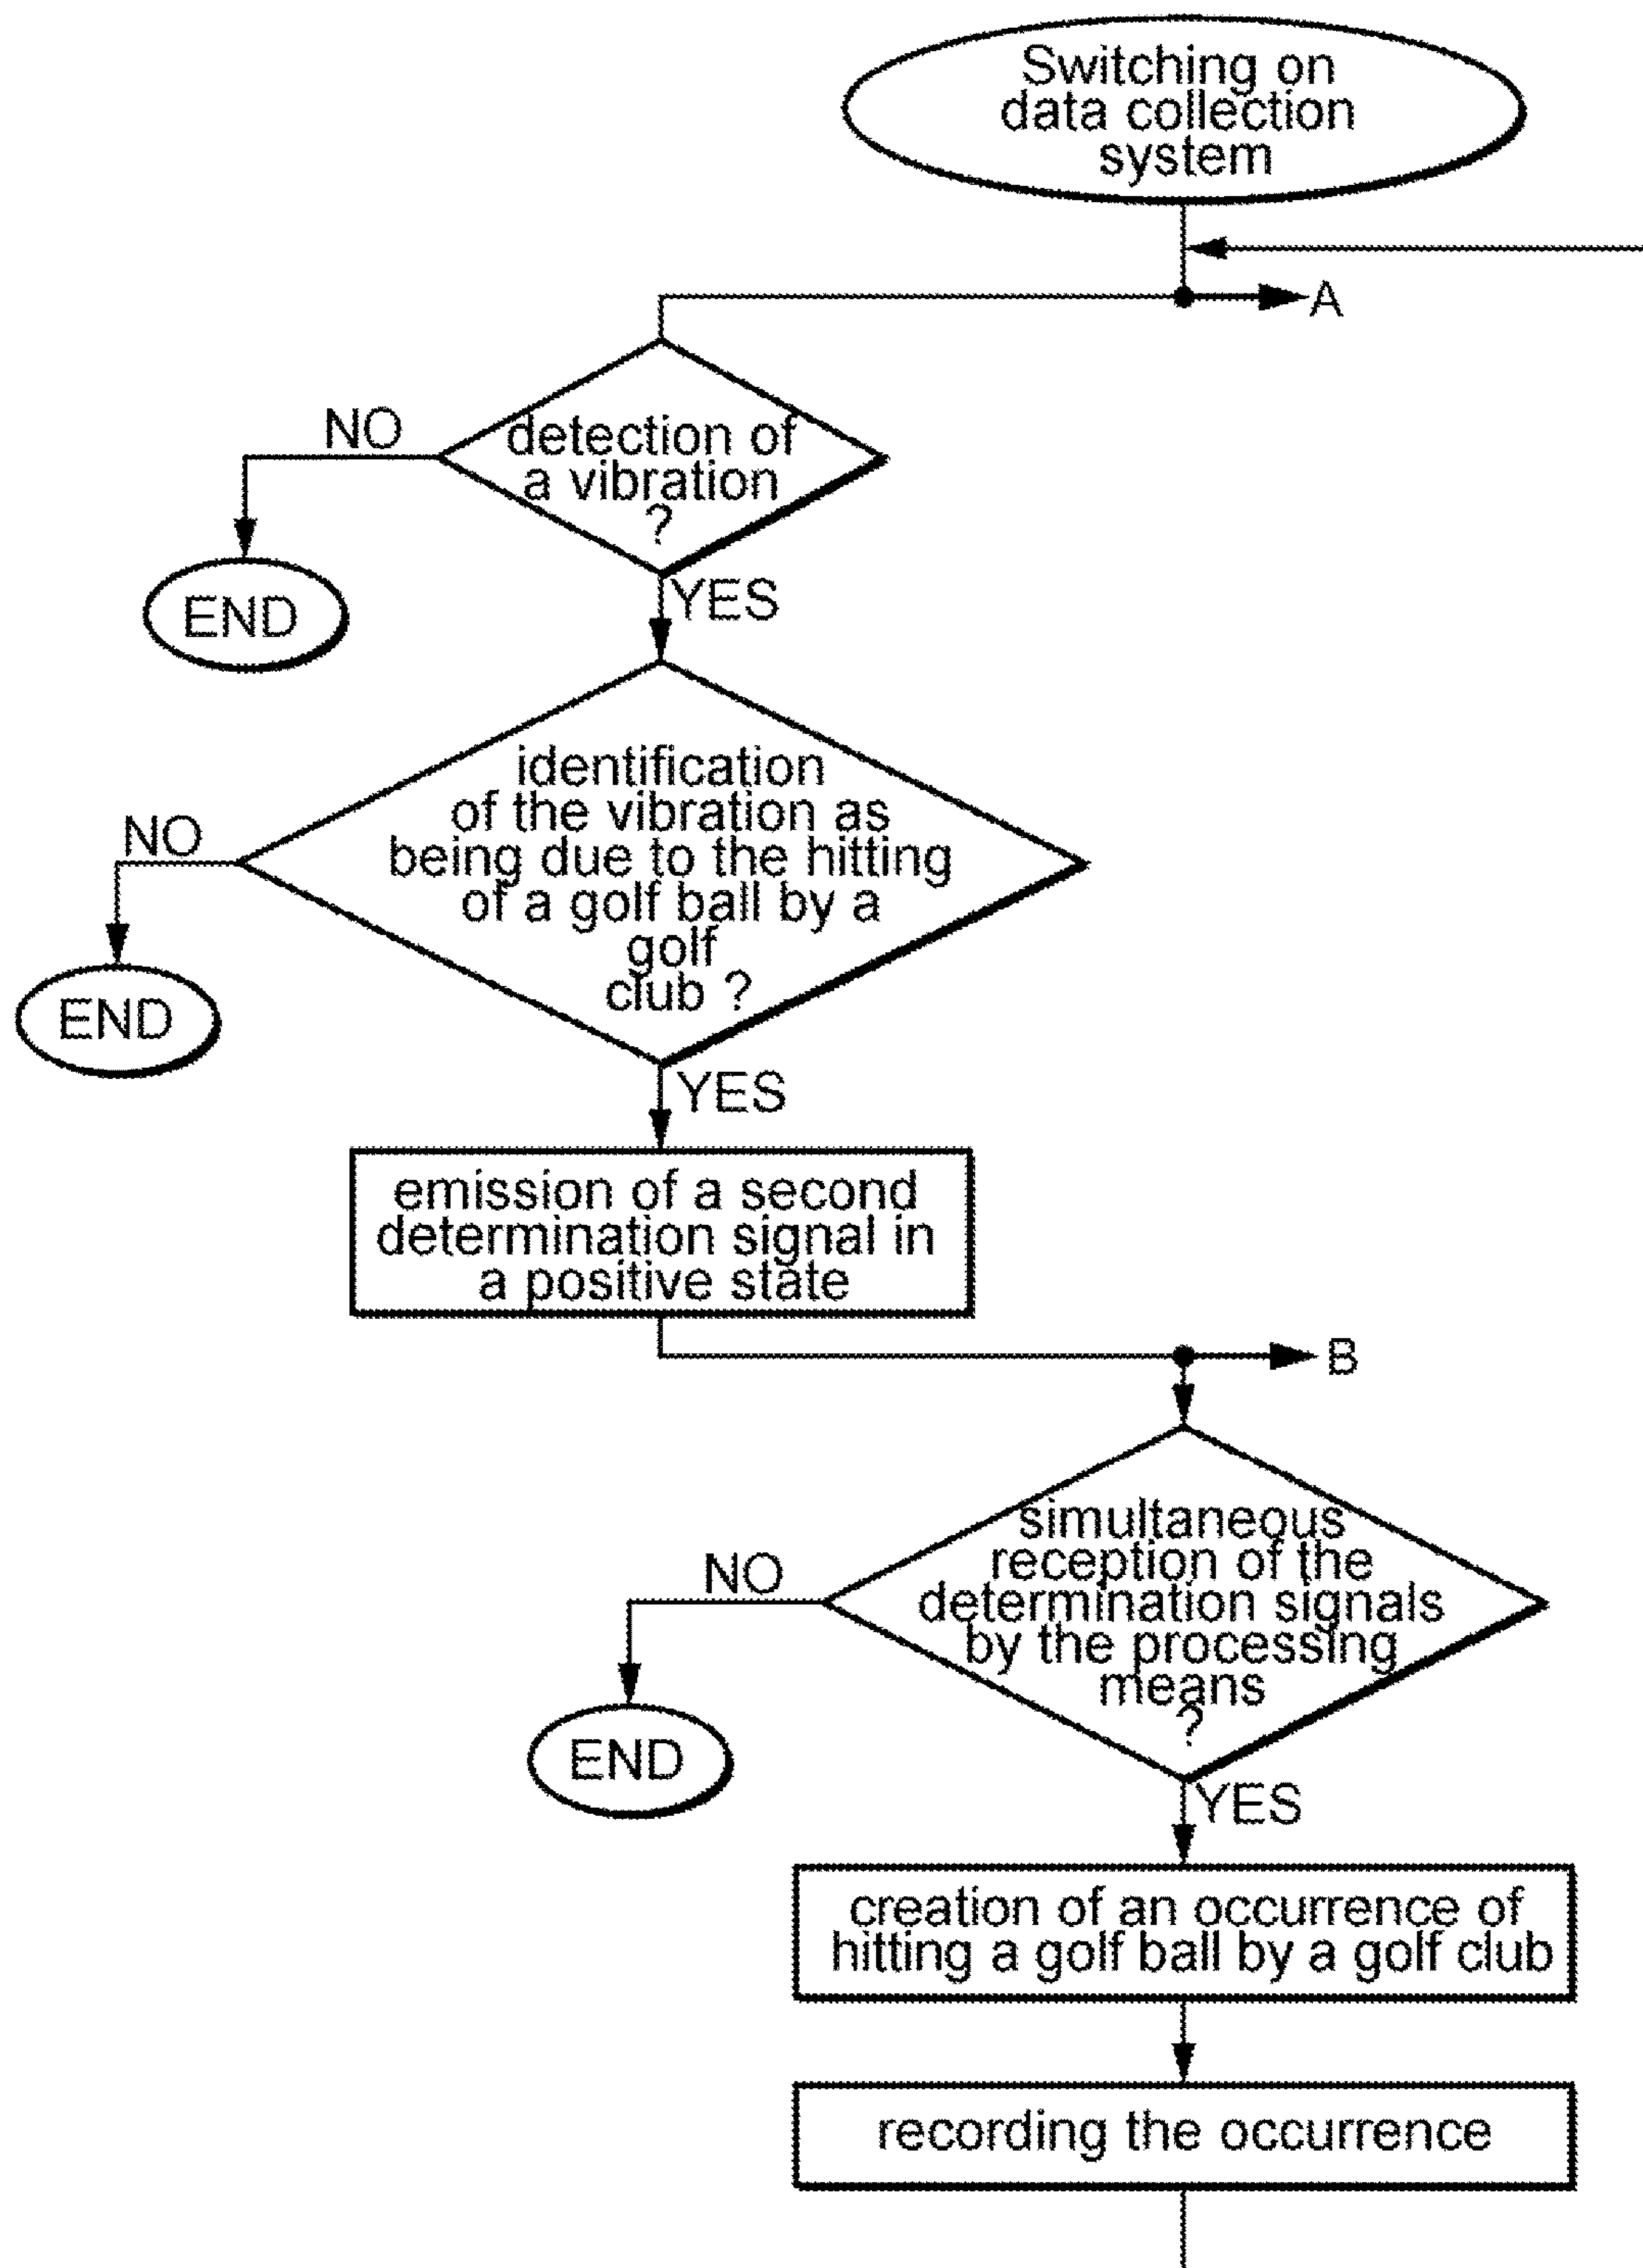 Switching on
data collection
system
A
NO
detection of
a vibration
?
END
YES
identification
of the vibration as
being due to the hitting
of a golf ball by a
golf
club ?
NO
END
YES
emission of a second
determination signal in
a positive state
B
simultaneous
reception of the
determination signals
by the processing
means
?
NO
END
YES
creation of an occurrence of
hitting a golf ball by a golf club
recording the occurrence